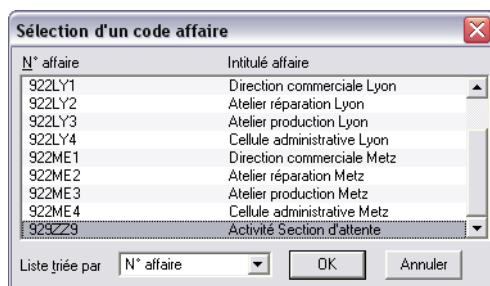 Sélection d'un code affaire
N° affaire Intitulé affaire
922LY1 Direction commerciale Lyon
922LY2 Atelier réparation Lyon
922LY3 Atelier production Lyon
922LY4 Cellule administrative Lyon
922ME1 Direction commerciale Metz
922ME2 Atelier réparation Metz
922ME3 Atelier production Metz
922ME4 Cellule administrative Metz
929ZZ9 Activité Section d'attente
Liste triée par N° affaire OK Annuler